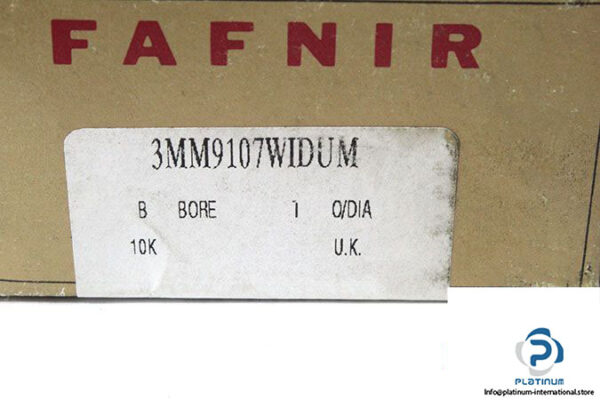 FAFNIR
3MM9107WIDUM
B BORE 1 O/DIA
10K U.K.
PLATINUM
Info@platinum-international.store